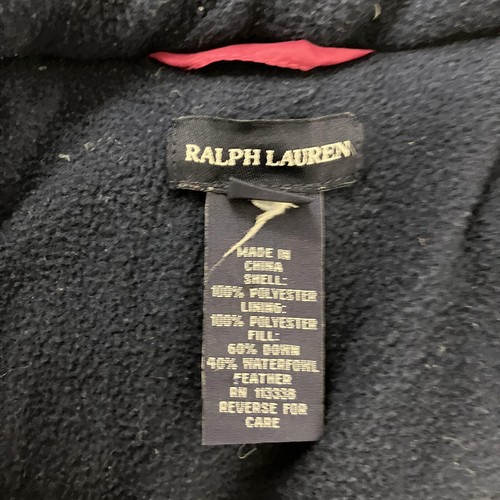 RALPH LAUREN
MADE IN
CHINA
SHELL:
100% POLYESTER
LINING:
100% POLYESTER
FILL:
60% DOWN
40% WATERFOWL
FEATHER
RN 113338
REVERSE FOR
CARE